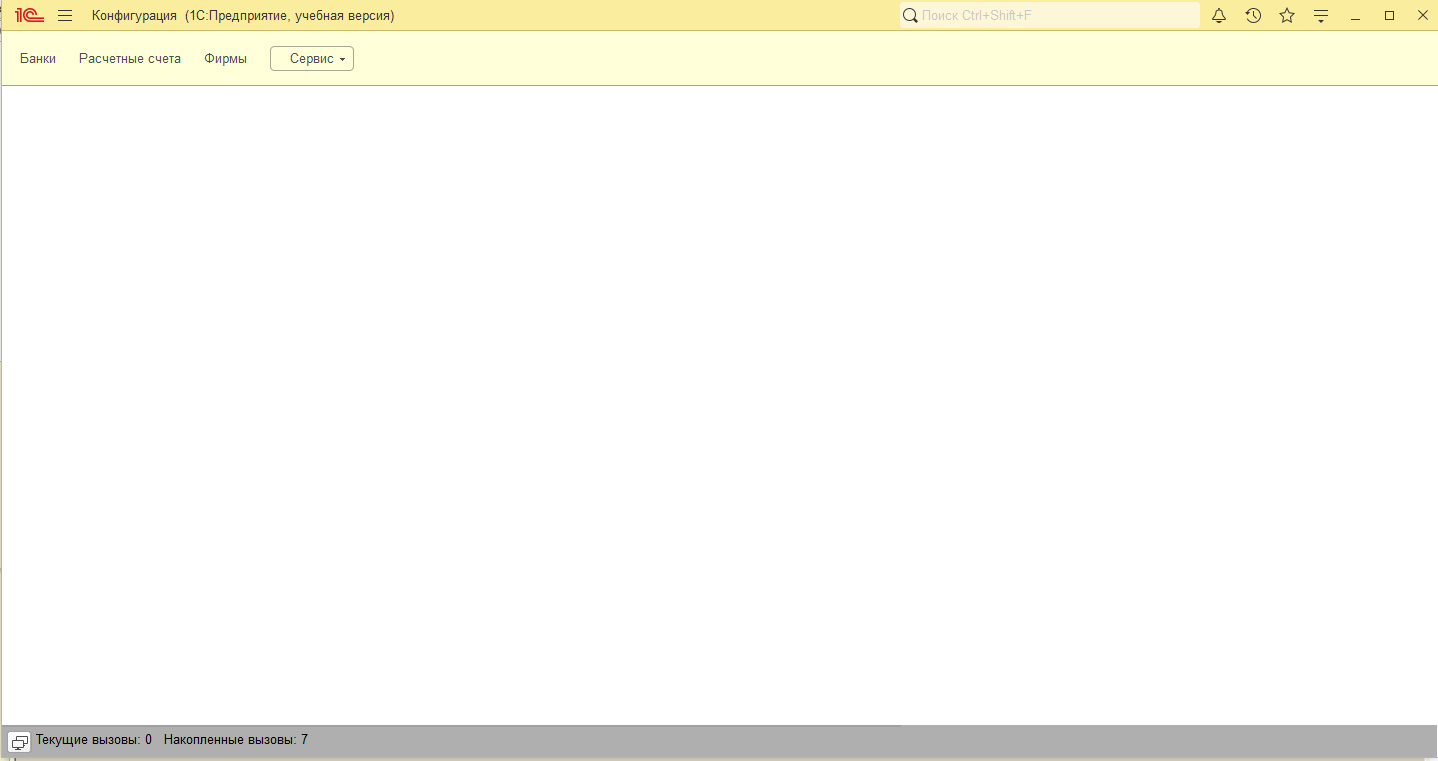 1С Конфигурация (1С:Предприятие, учебная версия) Поиск Ctrl+Shift+F
Банки Расчетные счета Фирмы Сервис
Текущие вызовы: 0 Накопленные вызовы: 7